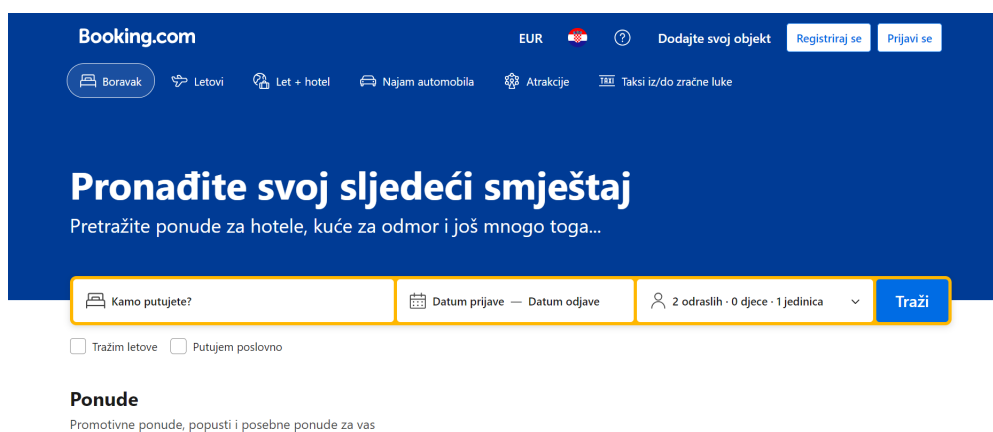 Booking.com
EUR
Dodajte svoj objekt
Registriraj se
Prijavi se
Boravak
Letovi
Let + hotel
Najam automobila
Atrakcije
TAXI
Taksi iz/do zračne luke
Pronađite svoj sljedeći smještaj
Pretražite ponude za hotele, kuće za odmor i još mnogo toga...
Kamo putujete?
Datum prijave — Datum odjave
2 odraslih · 0 djece · 1 jedinica
Traži
Tražim letove
Putujem poslovno
Ponude
Promotivne ponude, popusti i posebne ponude za vas